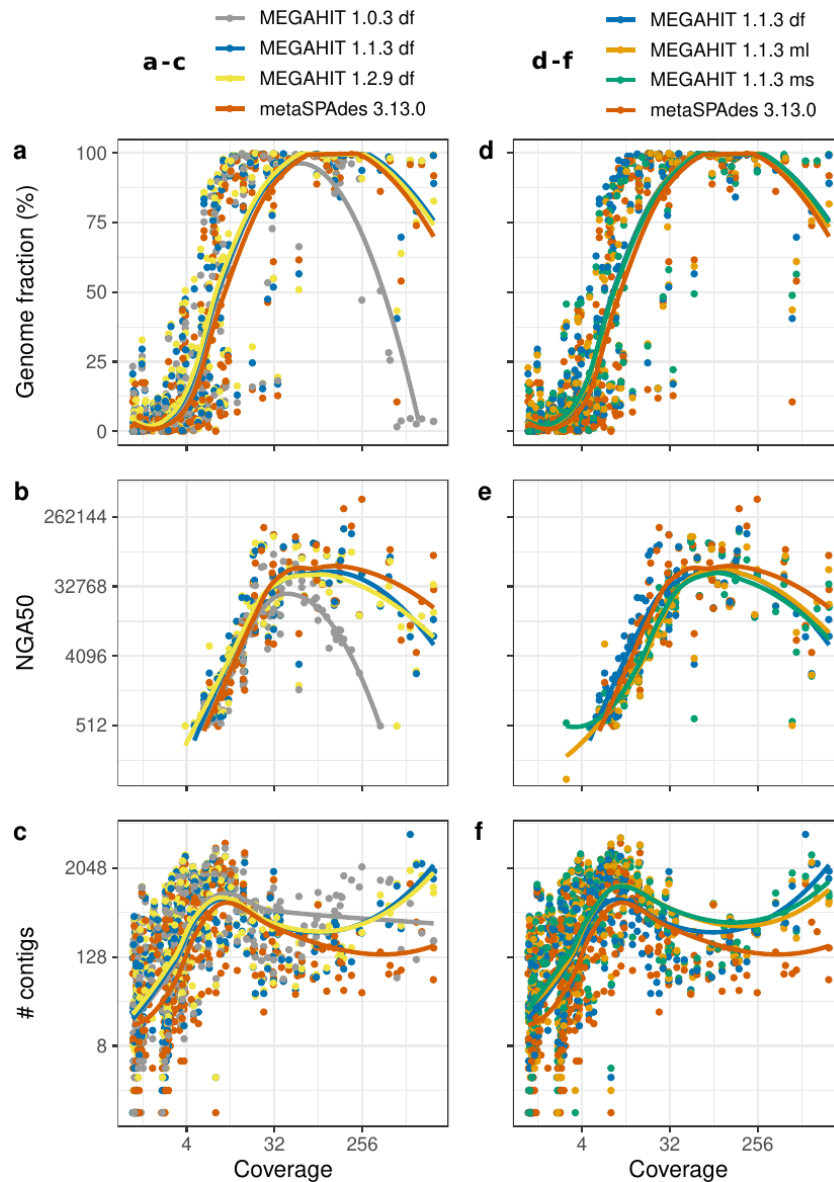 a-c
MEGAHIT 1.0.3 df
MEGAHIT 1.1.3 df
MEGAHIT 1.2.9 df
metaSPAdes 3.13.0
d-f
MEGAHIT 1.1.3 df
MEGAHIT 1.1.3 ml
MEGAHIT 1.1.3 ms
metaSPAdes 3.13.0
a
Genome fraction (%)
100
75
50
25
0
d
b
NGA50
262144
32768
4096
512
e
c
# contigs
2048
128
8
4 32 256
Coverage
f
4 32 256
Coverage